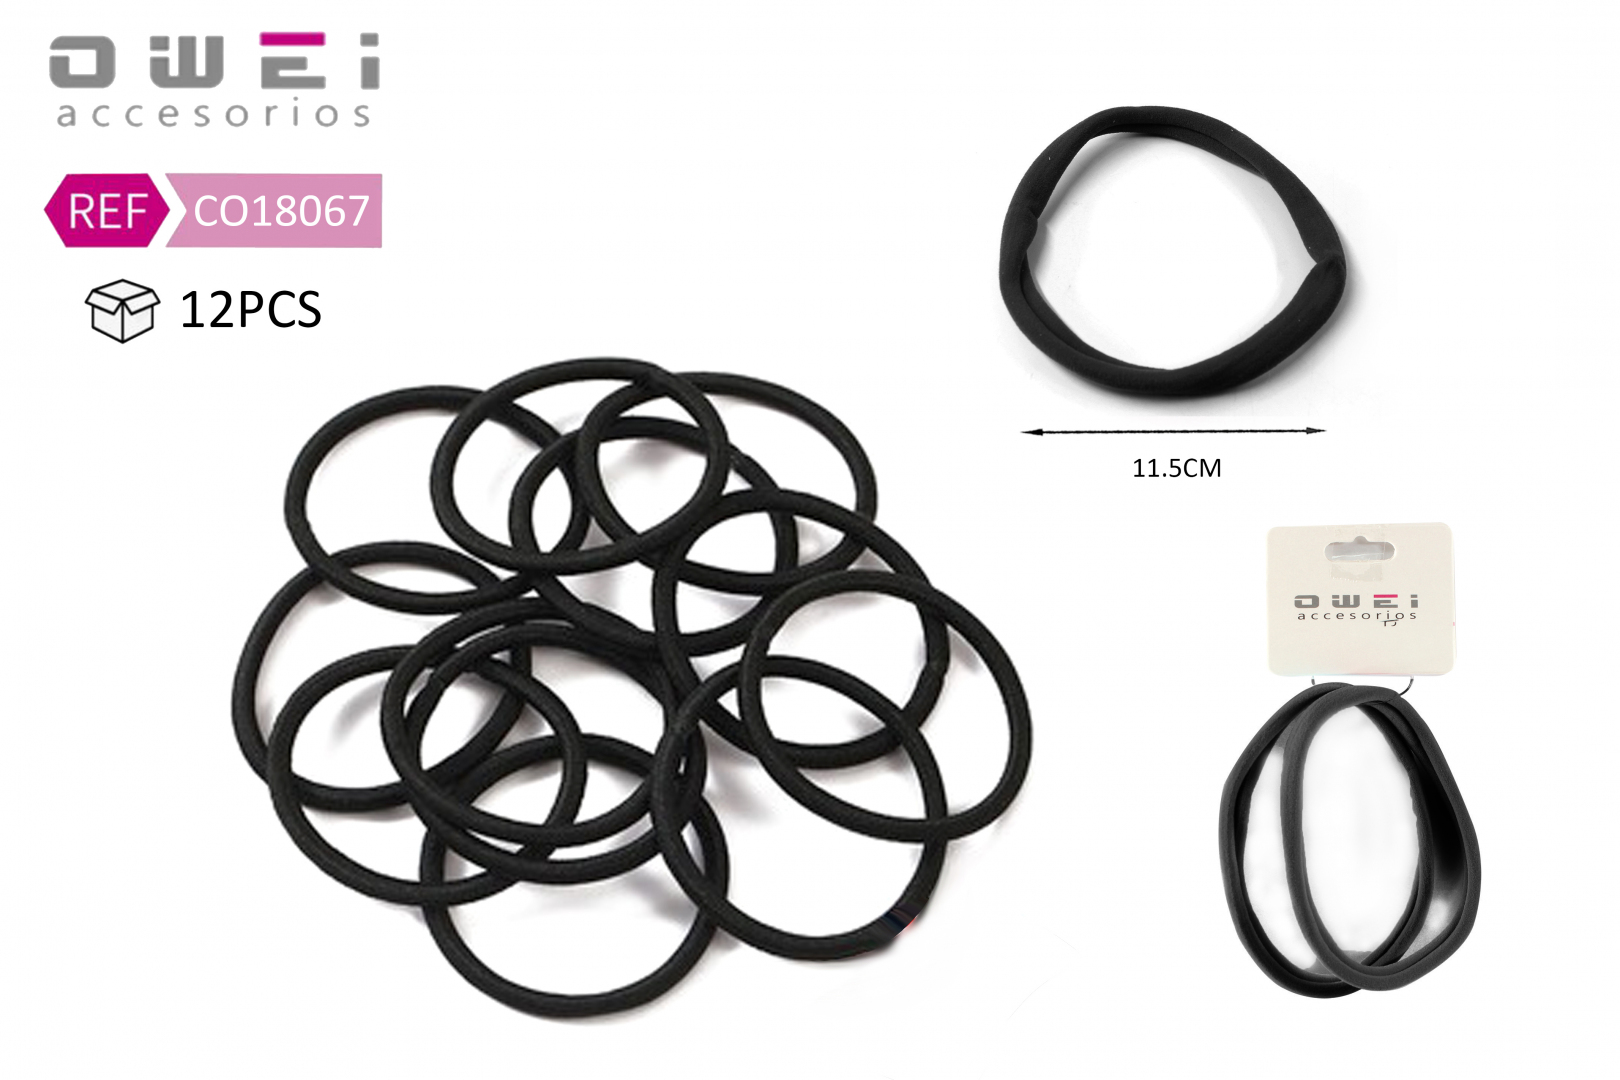 OWEi
accesorios
REF CO18067
12PCS
11.5CM
OWEi
accesorios